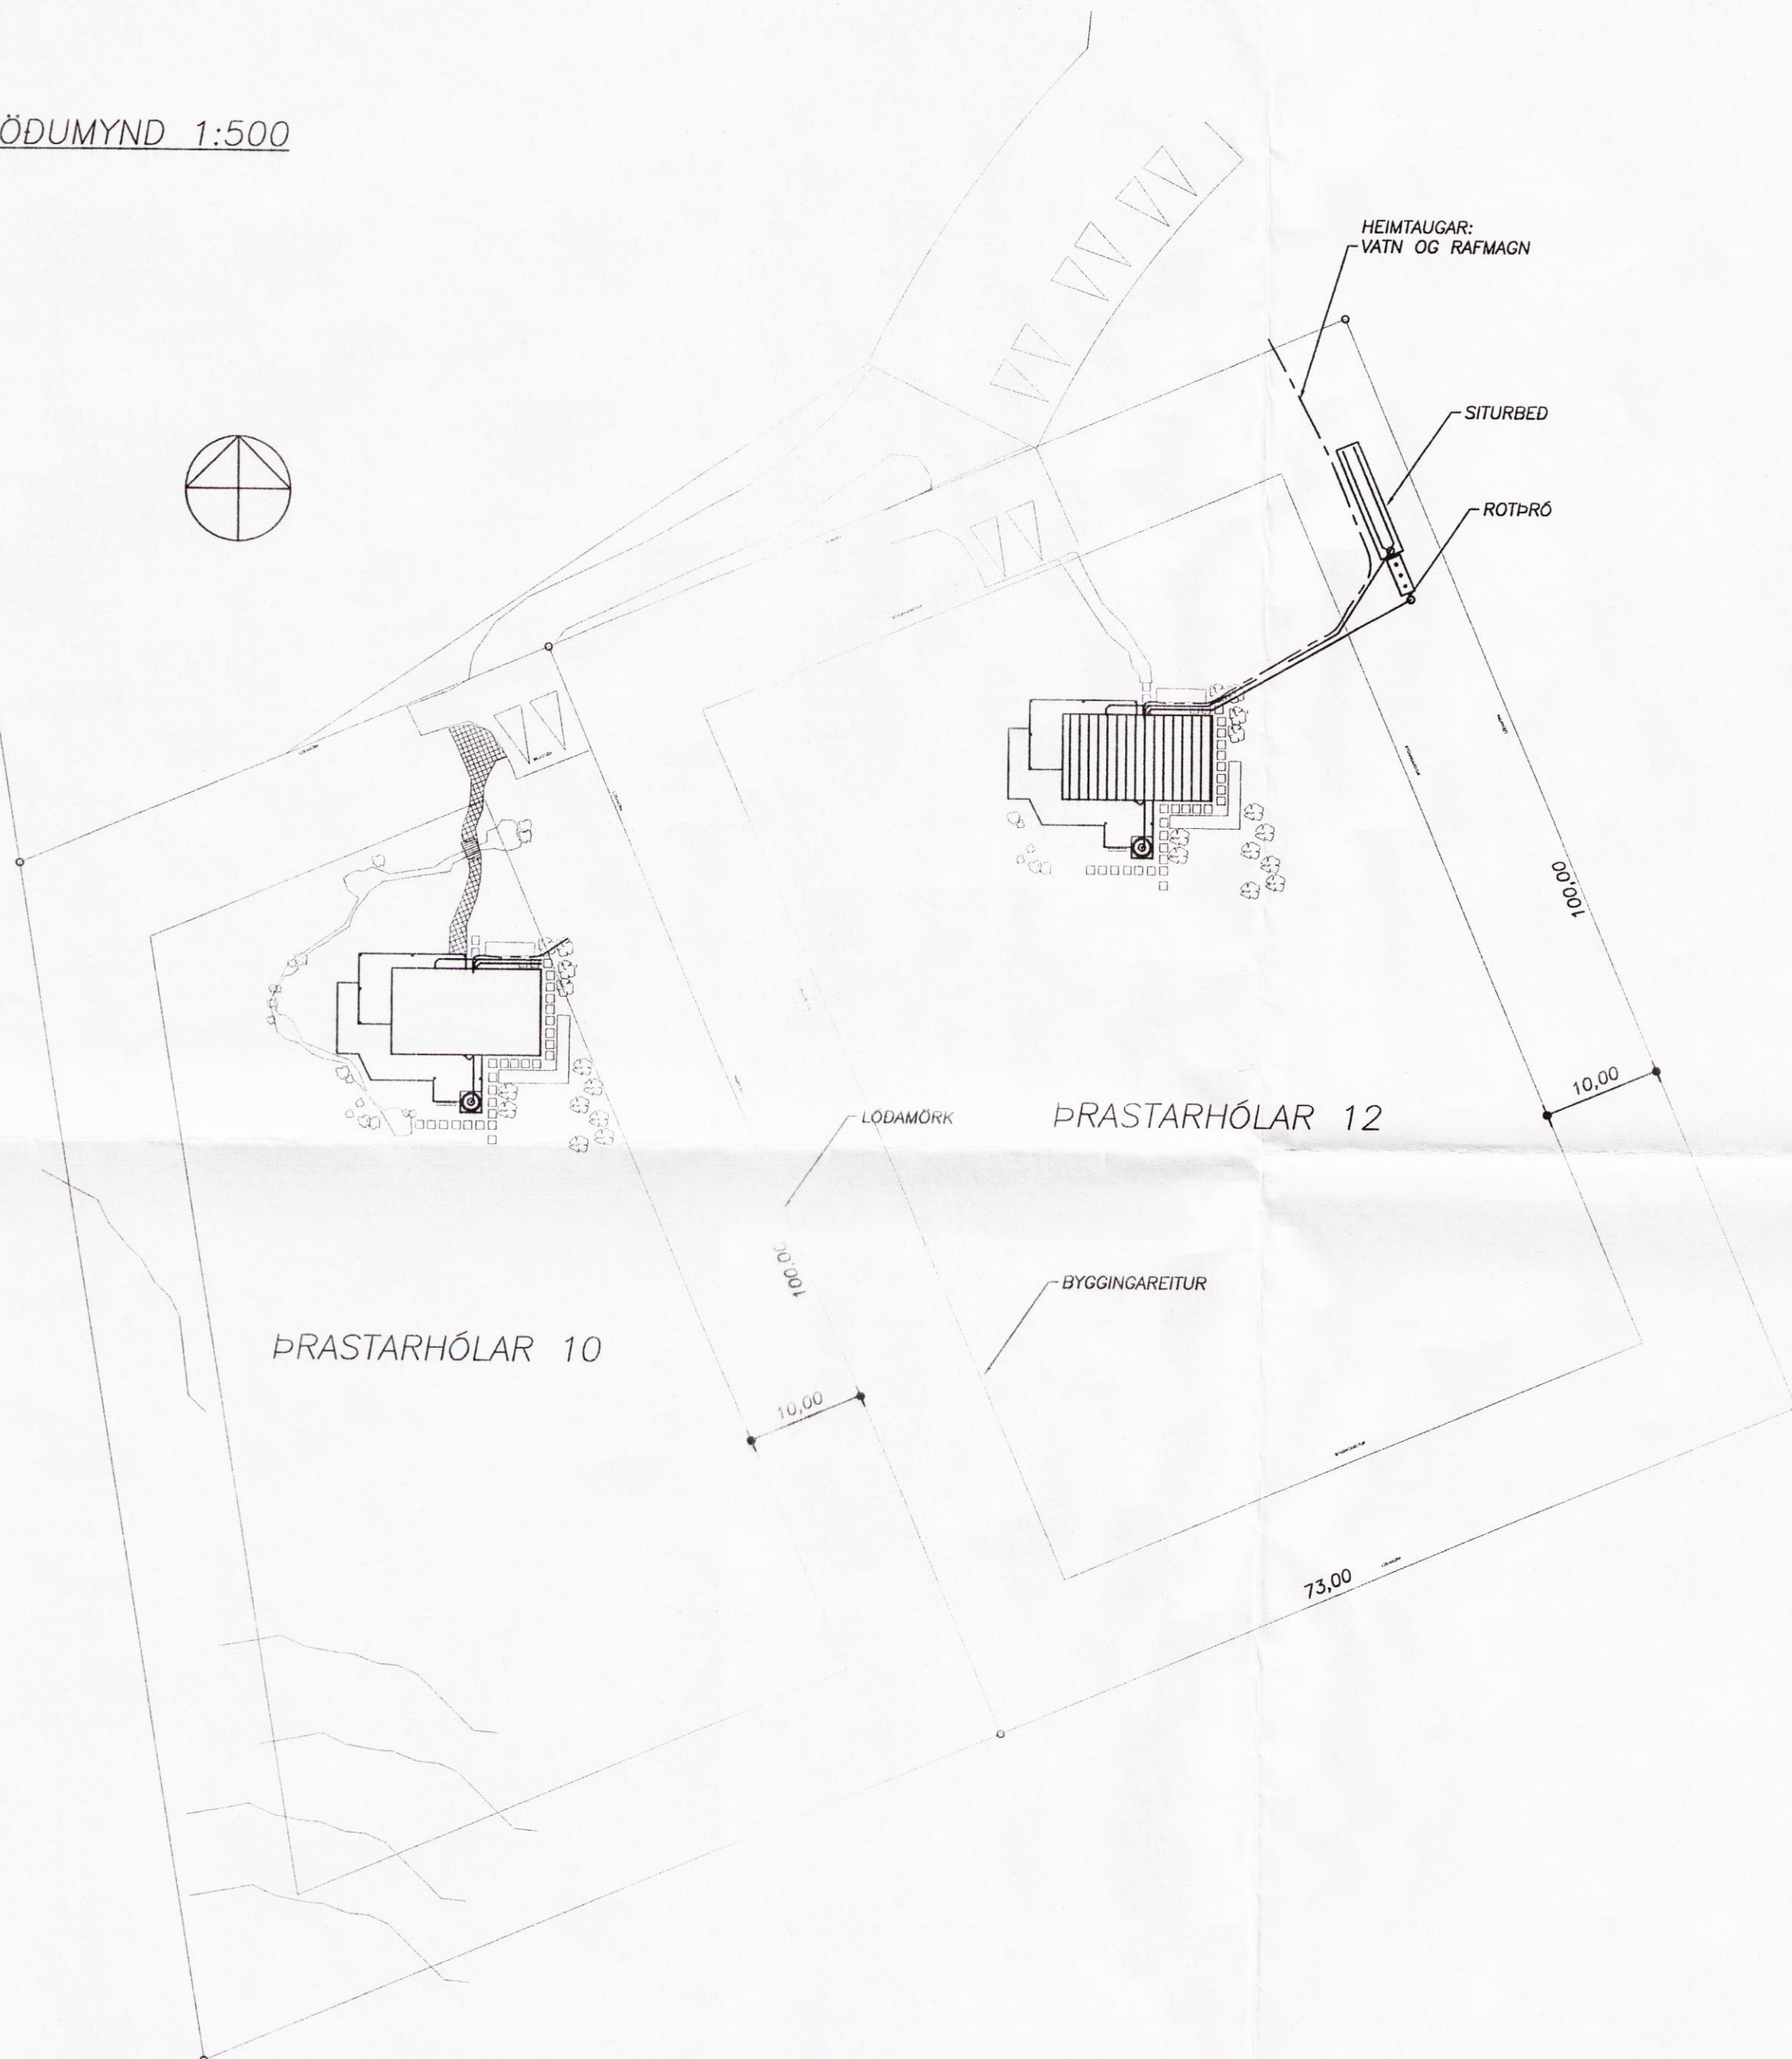 ÖÐUMYND 1:500
HEIMTAUGAR:
VATN OG RAFMAGN
SITURBEÐ
ROTÞRÓ
100,00
10,00
LÓÐAMÖRK
ÞRASTARHÓLAR 12
100,00
BYGGINGAREITUR
ÞRASTARHÓLAR 10
10,00
73,00